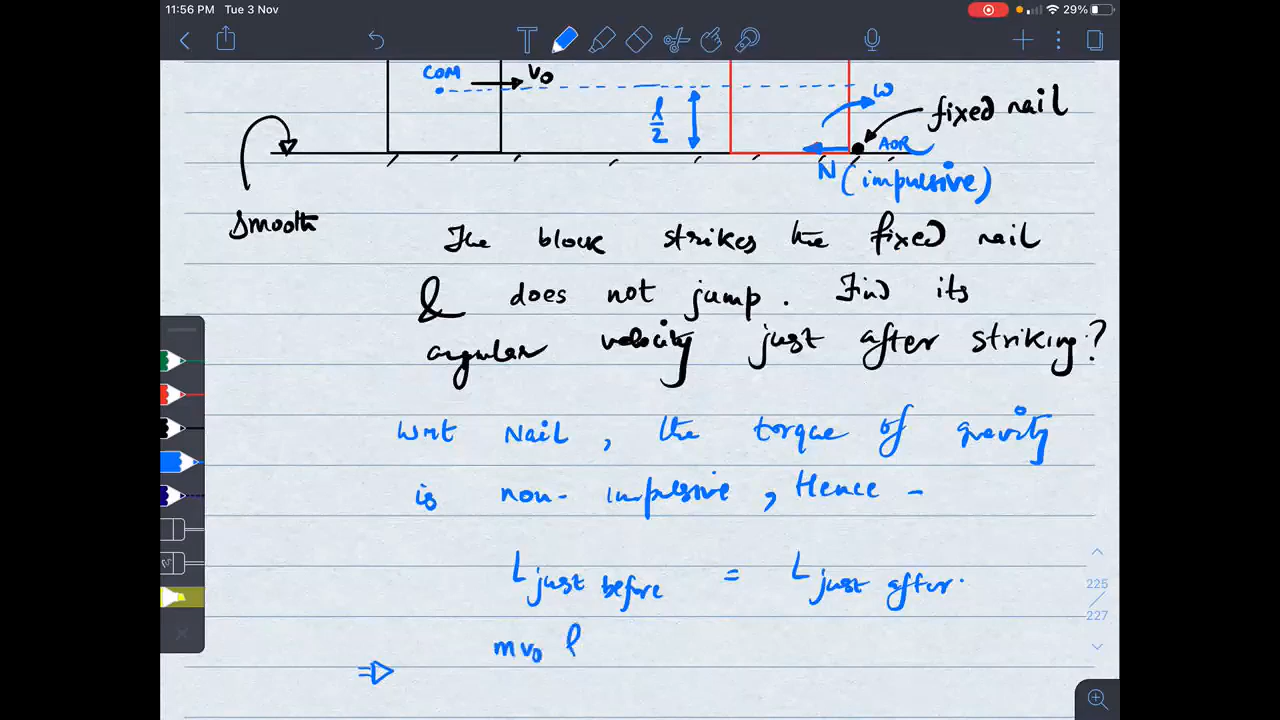 11:56 PM Tue 3 Nov 29%
COM v₀ ω
l/2 fixed nail
AOR
N (impulsive)
Smooth
The block strikes the fixed nail
& does not jump. Find its
angular velocity just after striking?
wrt Nail, the torque of gravity
is non-impulsive, Hence -
L just before = L just after.
225
/
227
⇒ mv₀ l